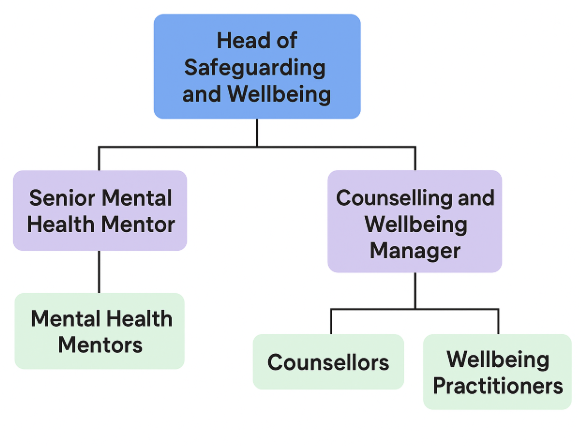 Head of
Safeguarding
and Wellbeing
Senior Mental
Health Mentor
Counselling and
Wellbeing
Manager
Mental Health
Mentors
Counsellors
Wellbeing
Practitioners